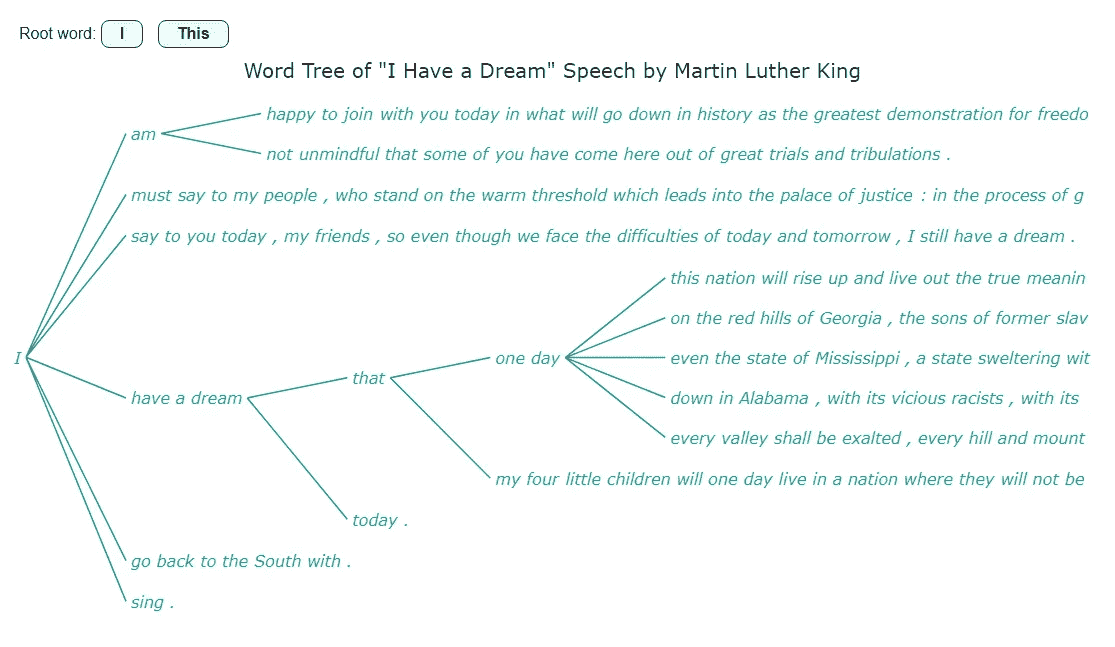 Root word: I This
Word Tree of "I Have a Dream" Speech by Martin Luther King
happy to join with you today in what will go down in history as the greatest demonstration for freedo
am
not unmindful that some of you have come here out of great trials and tribulations .
must say to my people , who stand on the warm threshold which leads into the palace of justice : in the process of g
say to you today , my friends , so even though we face the difficulties of today and tomorrow , I still have a dream .
this nation will rise up and live out the true meanin
on the red hills of Georgia , the sons of former slav
I
one day
even the state of Mississippi , a state sweltering wit
that
have a dream
down in Alabama , with its vicious racists , with its
every valley shall be exalted , every hill and mount
my four little children will one day live in a nation where they will not be
today .
go back to the South with .
sing .